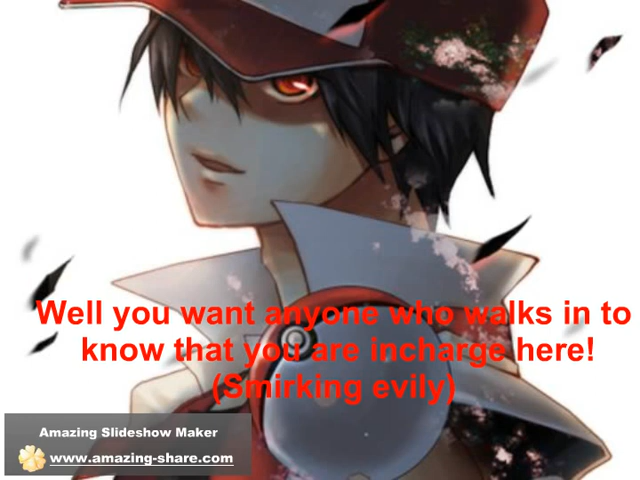 Well you want anyone who walks in to
know that you are incharge here!
(Smirking evily)
Amazing Slideshow Maker
www.amazing-share.com